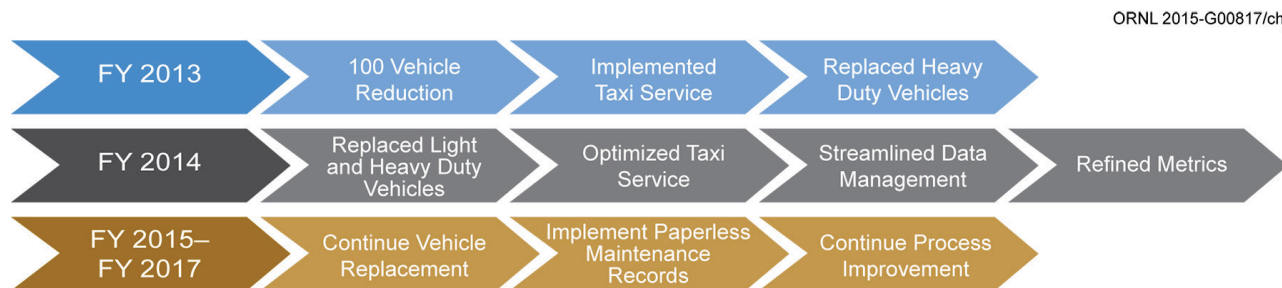 ORNL 2015-G00817/ch
FY 2013
100 Vehicle
Reduction
Implemented
Taxi Service
Replaced Heavy
Duty Vehicles
FY 2014
Replaced Light
and Heavy Duty
Vehicles
Optimized Taxi
Service
Streamlined Data
Management
Refined Metrics
FY 2015–
FY 2017
Continue Vehicle
Replacement
Implement Paperless
Maintenance
Records
Continue Process
Improvement